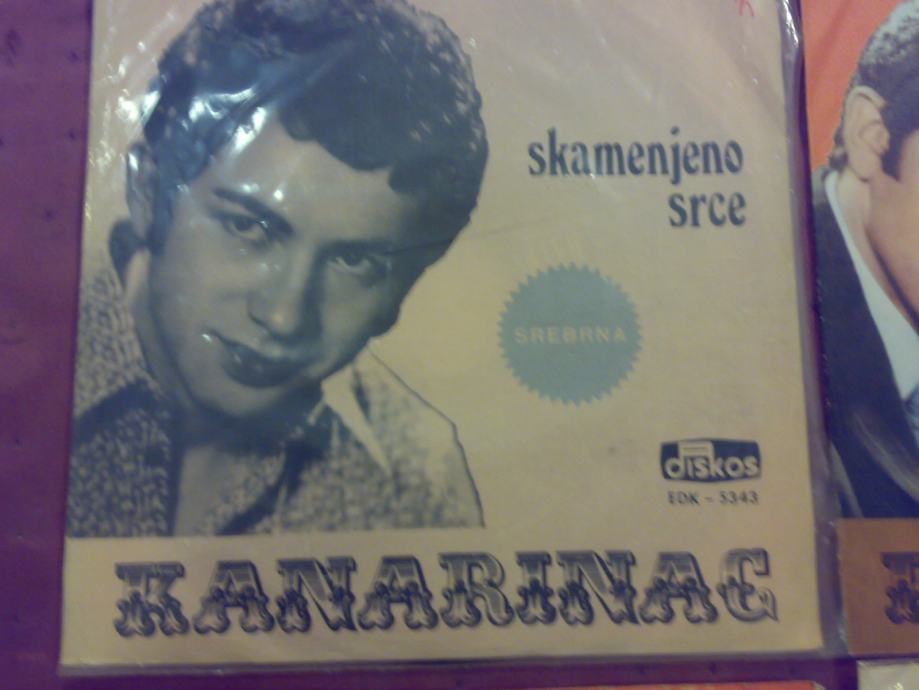 skamenjeno
srce
SREBRNA
diskos
EDK - 5343
KANARINAC